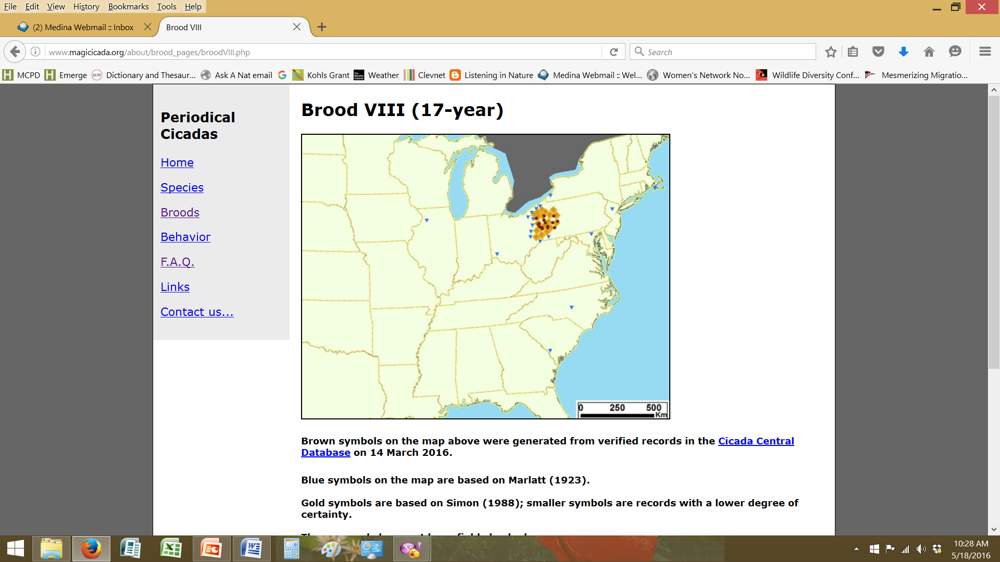 File Edit View History Bookmarks Tools Help
(2) Medina Webmail :: Inbox
Brood VIII
www.magicicada.org/about/brood_pages/broodVIII.php
Search
MCPD
Emerge
Dictionary and Thesaur...
Ask A Nat email
Kohls Grant
Weather
Clevnet
Listening in Nature
Medina Webmail :: Wel...
Women's Network No...
Wildlife Diversity Conf...
Mesmerizing Migratio...
Periodical
Cicadas
Home
Species
Broods
Behavior
F.A.Q.
Links
Contact us...
Brood VIII (17-year)
0 250 500
Km
Brown symbols on the map above were generated from verified records in the Cicada Central
Database on 14 March 2016.
Blue symbols on the map are based on Marlatt (1923).
Gold symbols are based on Simon (1988); smaller symbols are records with a lower degree of
certainty.
10:28 AM
5/18/2016